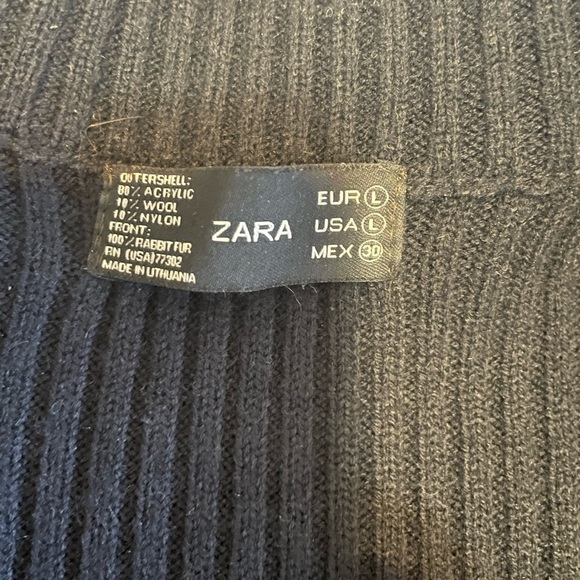 OUTERSHELL:
80% ACRYLIC
10% WOOL
10% NYLON
FRONT:
100% RABBIT FUR
RN (USA)77302
MADE IN LITHUANIA
ZARA
EUR L
USA L
MEX 30